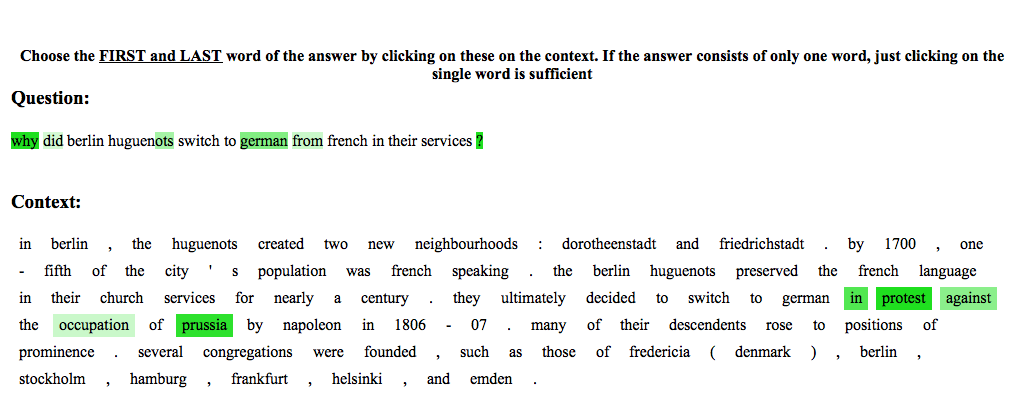 Choose the FIRST and LAST word of the answer by clicking on these on the context. If the answer consists of only one word, just clicking on the
single word is sufficient
Question:
why did berlin huguenots switch to german from french in their services ?
Context:
in berlin , the huguenots created two new neighbourhoods : dorotheenstadt and friedrichstadt . by 1700 , one
- fifth of the city ' s population was french speaking . the berlin huguenots preserved the french language
in their church services for nearly a century . they ultimately decided to switch to german in protest against
the occupation of prussia by napoleon in 1806 - 07 . many of their descendents rose to positions of
prominence . several congregations were founded , such as those of fredericia ( denmark ) , berlin ,
stockholm , hamburg , frankfurt , helsinki , and emden .